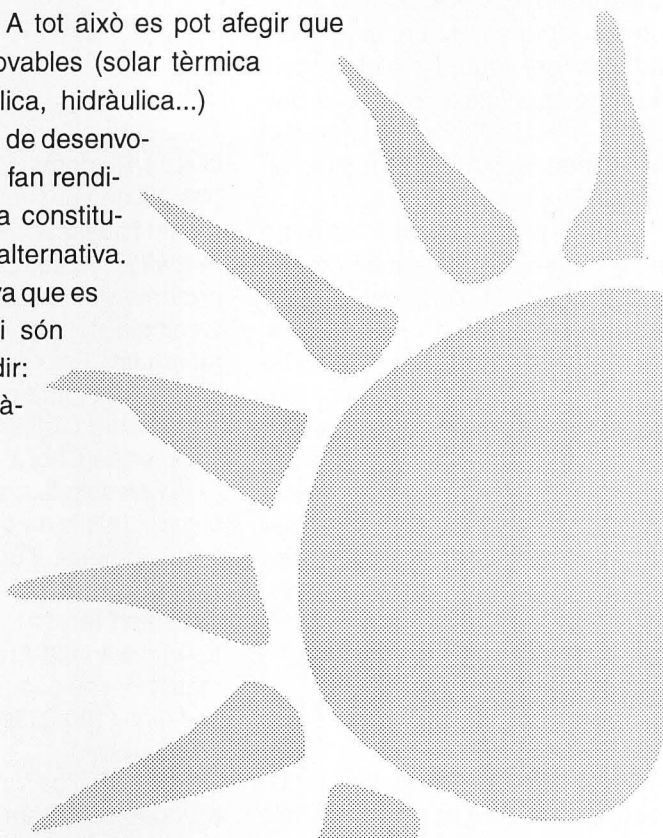 A tot això es pot afegir que
ovables (solar tèrmica
lica, hidràulica...)
de desenvo-
fan rendi-
a constitu-
alternativa.
va que es
i són
dir:
à-